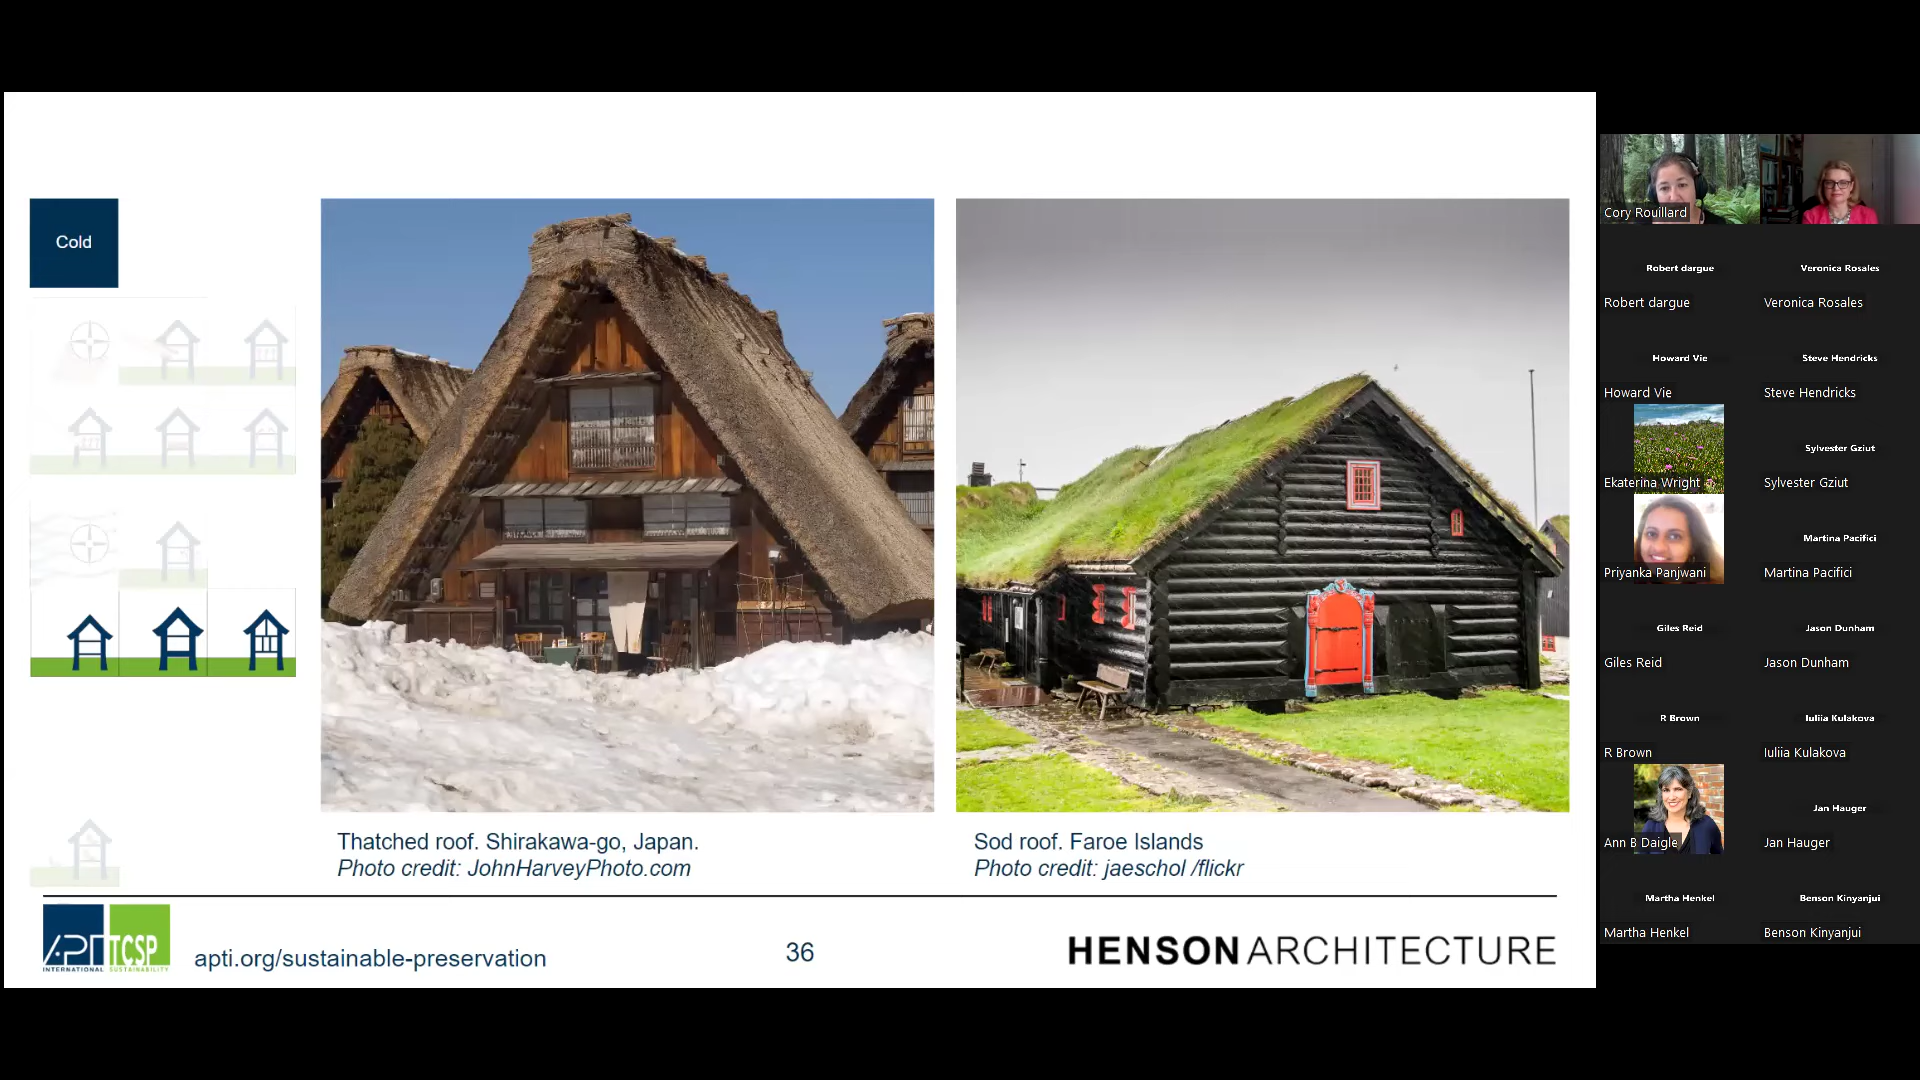 Cold
Thatched roof. Shirakawa-go, Japan.
Photo credit: JohnHarveyPhoto.com
Sod roof. Faroe Islands
Photo credit: jaeschol /flickr
APT TCSP
INTERNATIONAL SUSTAINABILITY
apti.org/sustainable-preservation
36
HENSON ARCHITECTURE
Cory Rouillard
Robert dargue
Veronica Rosales
Robert dargue
Veronica Rosales
Howard Vie
Steve Hendricks
Howard Vie
Steve Hendricks
Sylvester Gziut
Ekaterina Wright
Sylvester Gziut
Martina Pacifici
Priyanka Panjwani
Martina Pacifici
Giles Reid
Jason Dunham
Giles Reid
Jason Dunham
R Brown
Iuliia Kulakova
R Brown
Iuliia Kulakova
Jan Hauger
Ann B Daigle
Jan Hauger
Martha Henkel
Benson Kinyanjui
Martha Henkel
Benson Kinyanjui